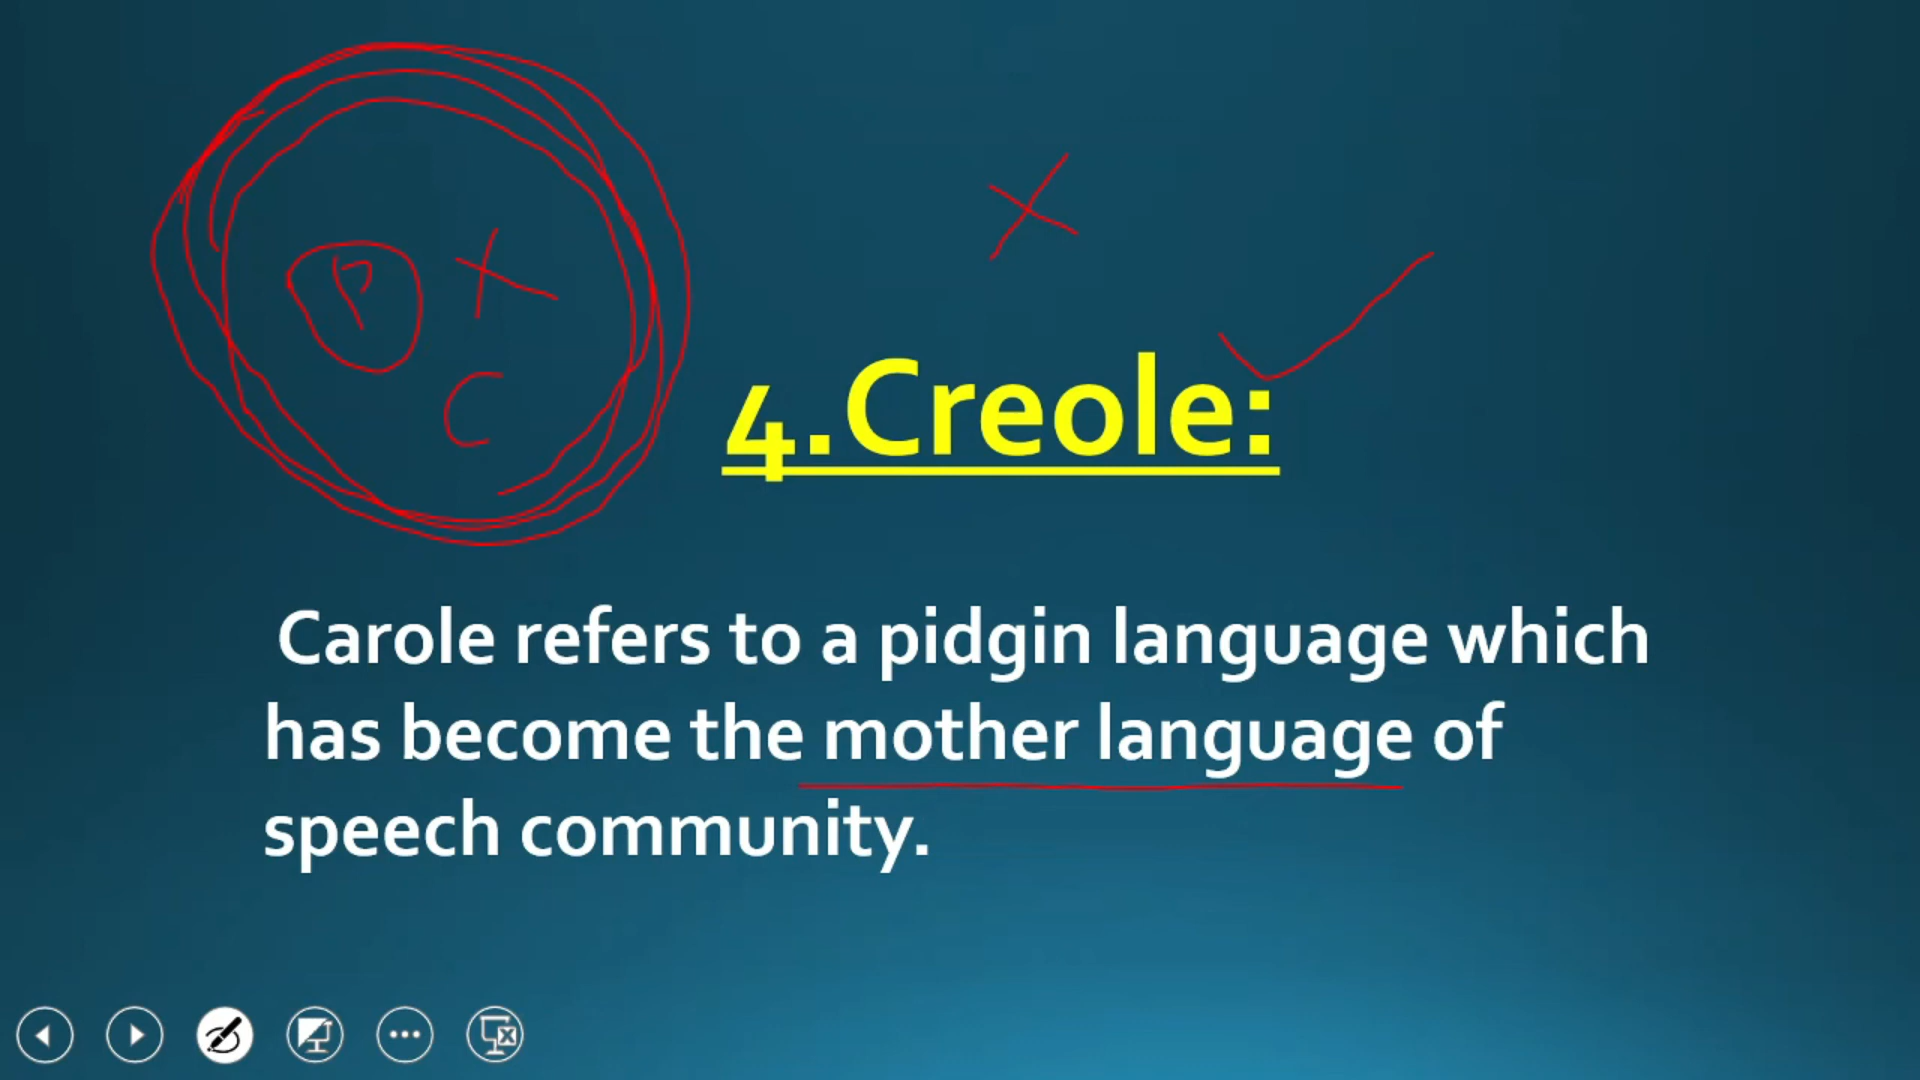 P X
C
X
4.Creole:
Carole refers to a pidgin language which
has become the mother language of
speech community.